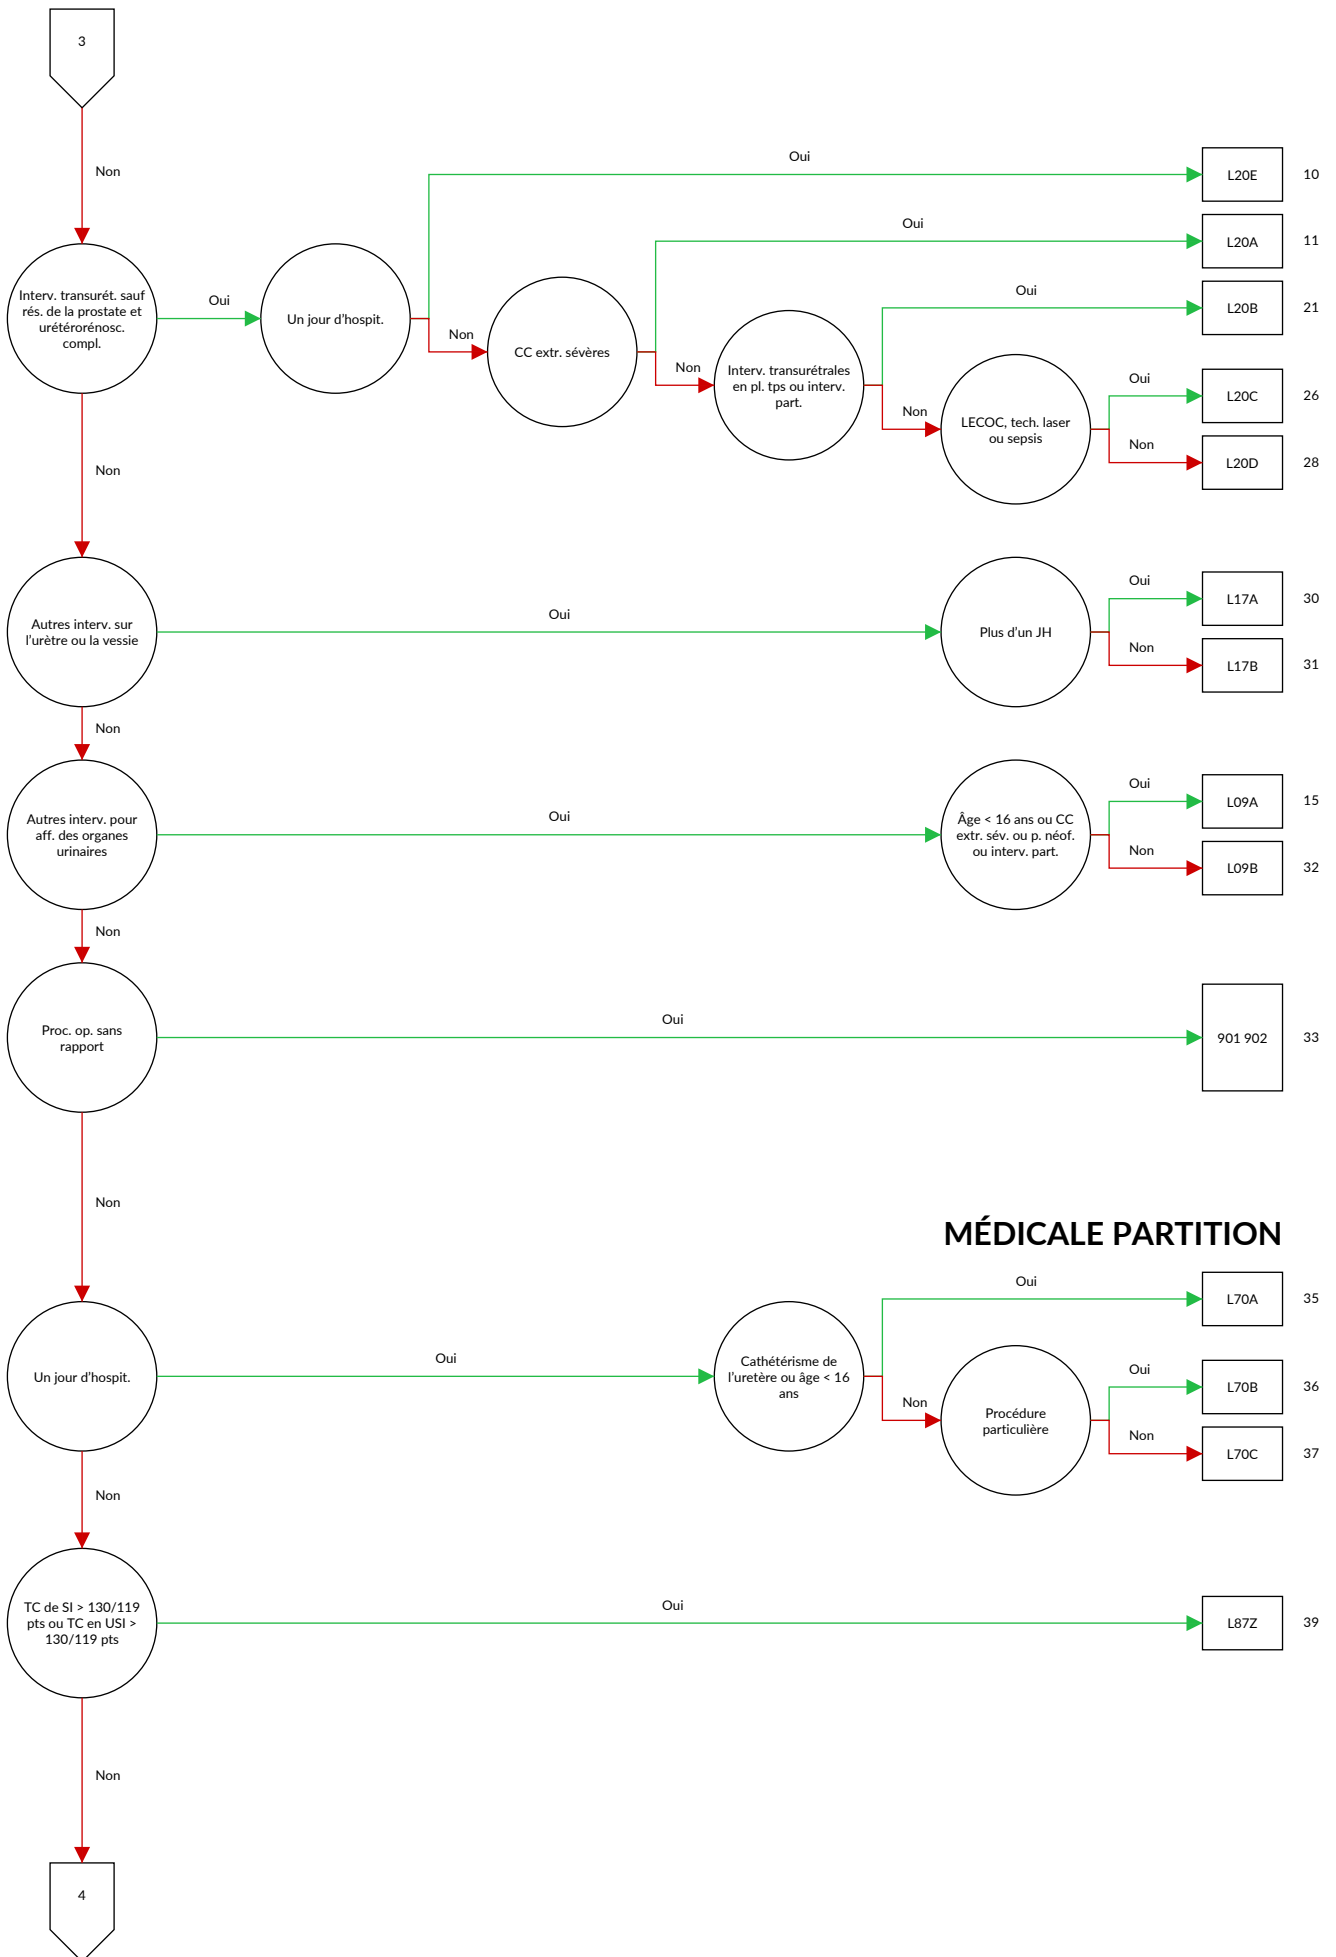 3
Non
Oui
L20E
10
Oui
L20A
11
Interv. transurét. sauf
rés. de la prostate et
urétérorénosc.
compl.
Oui
Un jour d'hospit.
Non
CC extr. sévères
Non
Interv. transurétrales
en pl. tps ou interv.
part.
Oui
L20B
21
Non
LECOC, tech. laser
ou sepsis
Oui
L20C
26
Non
L20D
28
Non
Autres interv. sur
l'urètre ou la vessie
Oui
Plus d'un JH
Oui
L17A
30
Non
L17B
31
Non
Autres interv. pour
aff. des organes
urinaires
Oui
Âge < 16 ans ou CC
extr. sév. ou p. néof.
ou interv. part.
Oui
L09A
15
Non
L09B
32
Non
Proc. op. sans
rapport
Oui
901 902
33
Non
MÉDICALE PARTITION
Un jour d'hospit.
Oui
Cathétérisme de
l'uretère ou âge < 16
ans
Oui
L70A
35
Non
Procédure
particulière
Oui
L70B
36
Non
L70C
37
Non
TC de SI > 130/119
pts ou TC en USI >
130/119 pts
Oui
L87Z
39
Non
4